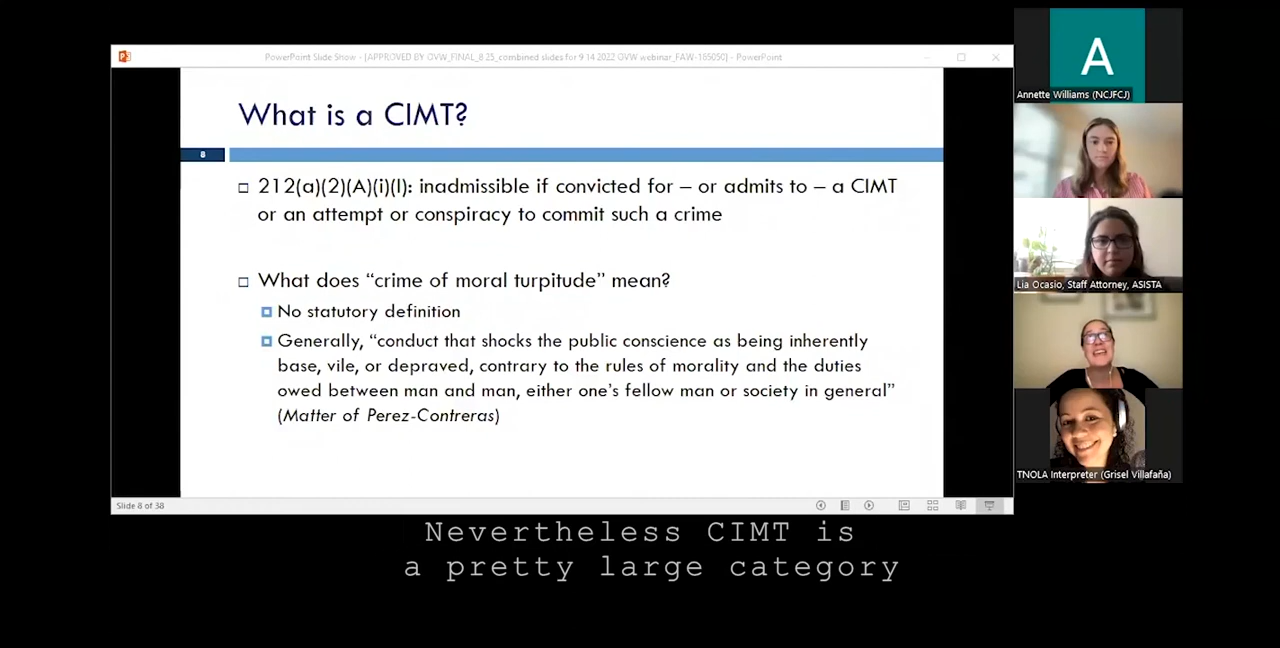 PowerPoint Slide Show - [APPROVED BY OVW_FINAL_8 25_combined slides for 9 14 2022 OVW webinar_FAW-165050] - PowerPoint
What is a CIMT?
8
212(a)(2)(A)(i)(I): inadmissible if convicted for – or admits to – a CIMT
or an attempt or conspiracy to commit such a crime
What does “crime of moral turpitude” mean?
No statutory definition
Generally, “conduct that shocks the public conscience as being inherently
base, vile, or depraved, contrary to the rules of morality and the duties
owed between man and man, either one’s fellow man or society in general”
(Matter of Perez-Contreras)
Slide 8 of 38
A
Annette Williams (NCJFCJ)
Lia Ocasio, Staff Attorney, ASISTA
TNOLA Interpreter (Grisel Villafaña)
Nevertheless CIMT is
a pretty large category